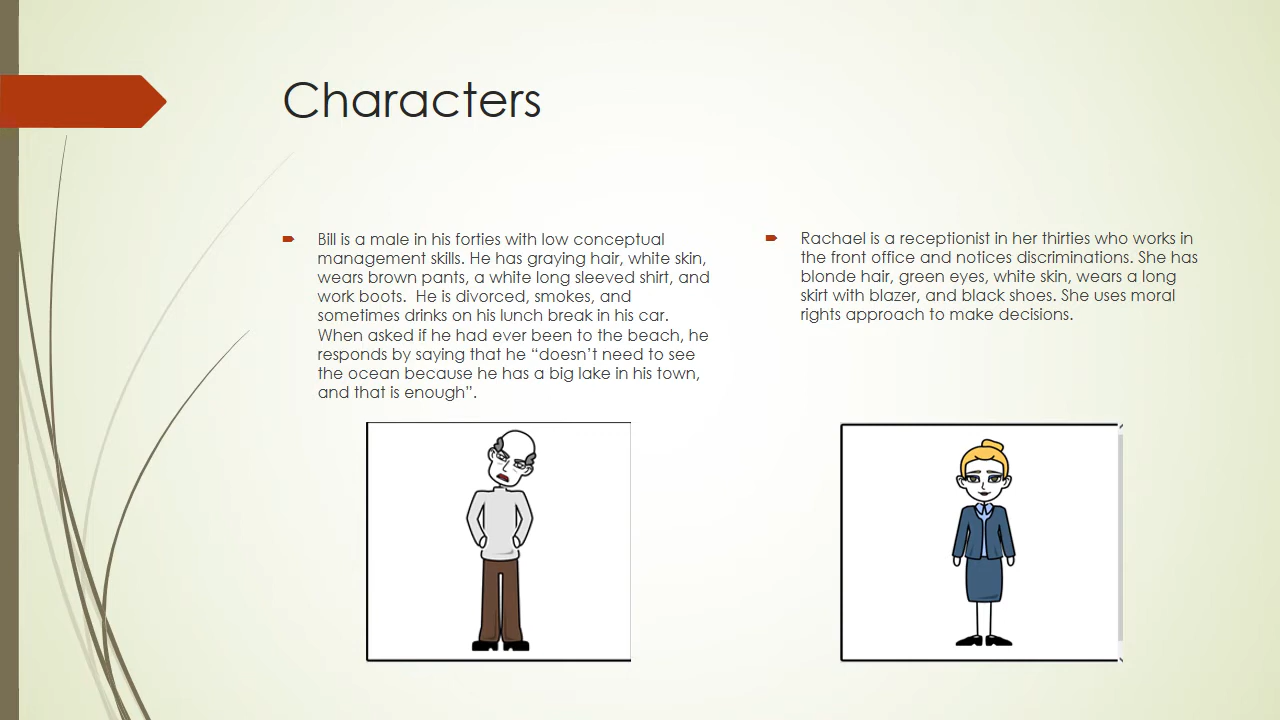 Characters
Bill is a male in his forties with low conceptual
management skills. He has graying hair, white skin,
wears brown pants, a white long sleeved shirt, and
work boots.  He is divorced, smokes, and
sometimes drinks on his lunch break in his car.
When asked if he had ever been to the beach, he
responds by saying that he “doesn’t need to see
the ocean because he has a big lake in his town,
and that is enough”.
Rachael is a receptionist in her thirties who works in
the front office and notices discriminations. She has
blonde hair, green eyes, white skin, wears a long
skirt with blazer, and black shoes. She uses moral
rights approach to make decisions.